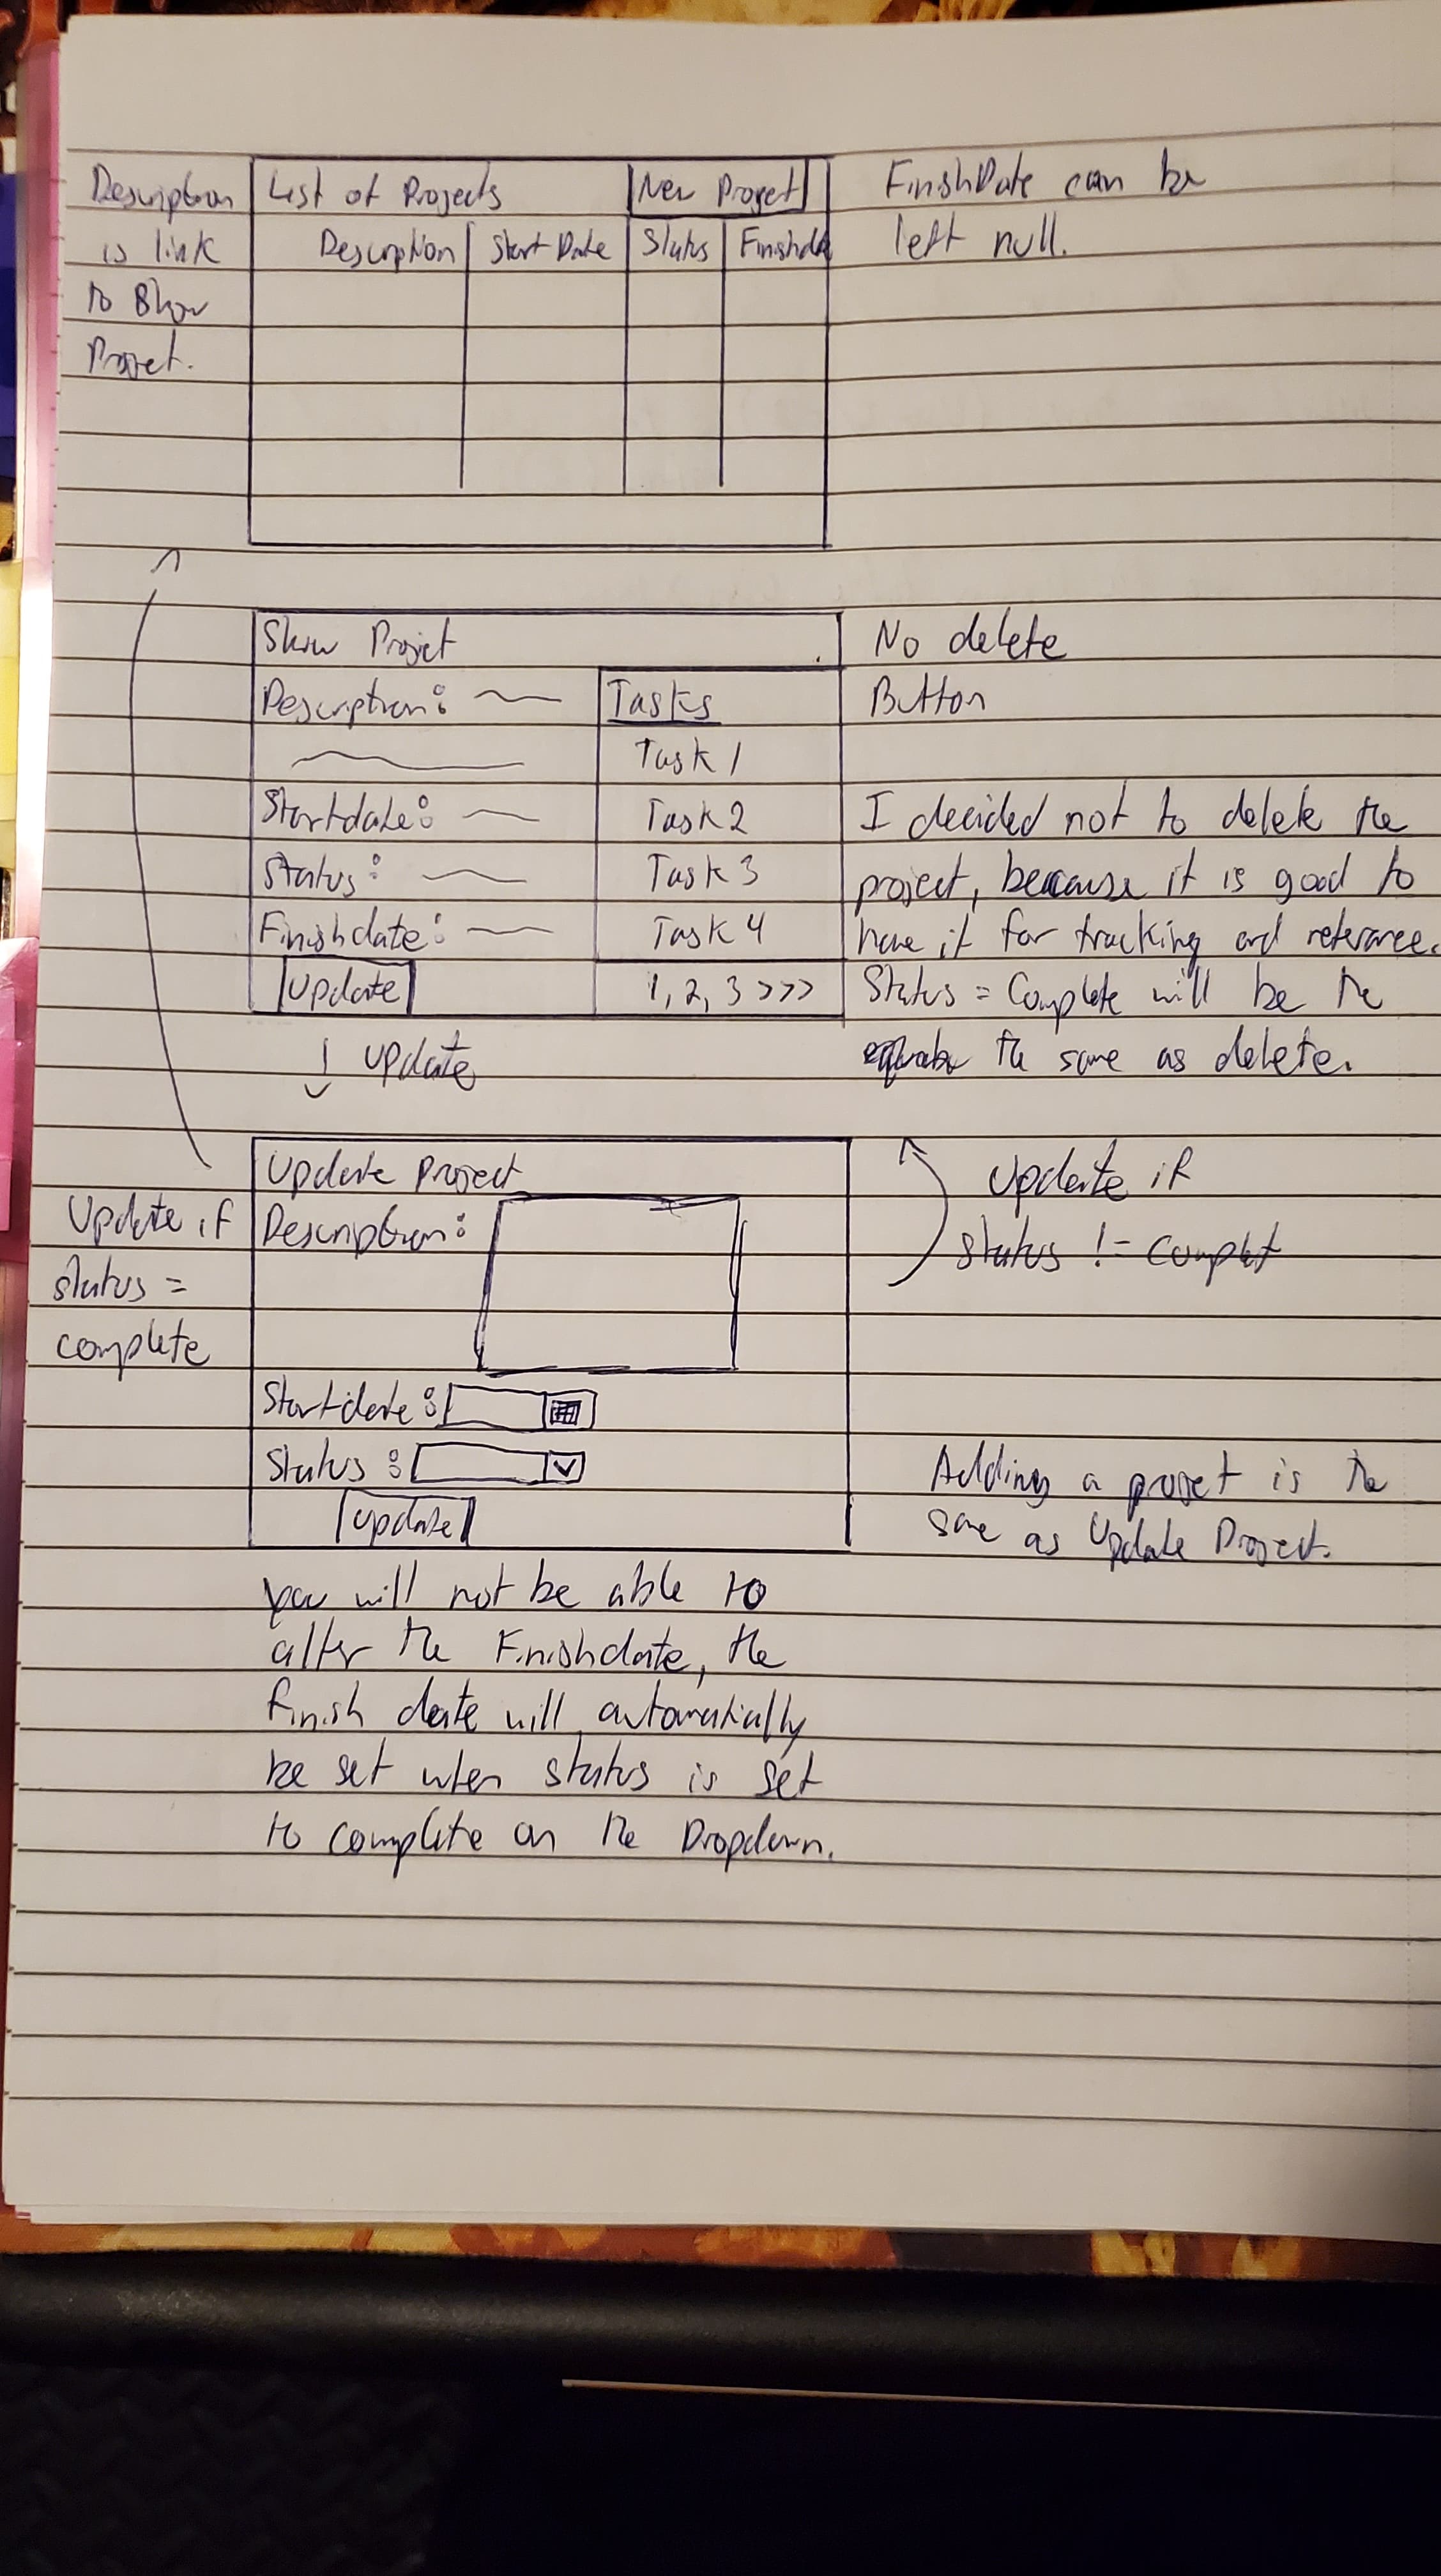 Description
is link
to Show
Project.
List of Projects
New Project
Description
Start Date
Status
Finishda
FinishDate can be
left null.
Show Project
Description:
Startdate:
Status:
Finishdate:
Update
Tasks
Task 1
Task 2
Task 3
Task 4
1, 2, 3 >>>
No delete
Button
I decided not to delete the
project, because it is good to
have it for tracking and referance.
Status = Complete will be the
the same as delete.
update
Update Project
Description:
Startdate:
Status:
Update
Update if
status =
complete
Update if
status != complet
Adding a project is the
same as Update Project.
You will not be able to
alter the Finishdate, the
finish date will automatically
be set when status is set
to complete on the Dropdown.